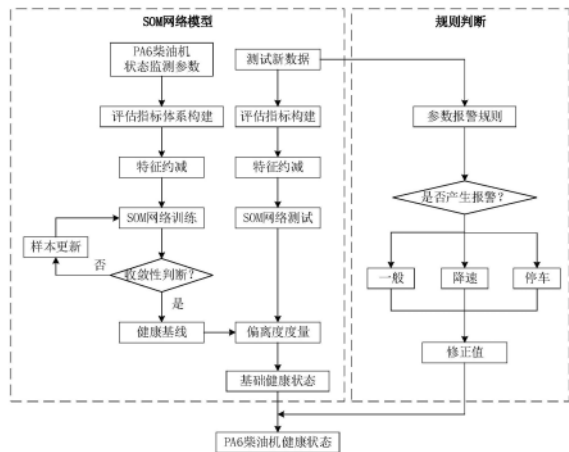 SOM网络模型
规则判断
PA6柴油机
状态监测参数
测试新数据
评估指标体系构建
评估指标构建
参数报警规则
特征约减
特征约减
是否产生报警?
SOM网络训练
SOM网络测试
样本更新
否
收敛性判断?
是
一般
降速
停车
健康基线
偏离度度量
修正值
基础健康状态
PA6柴油机健康状态